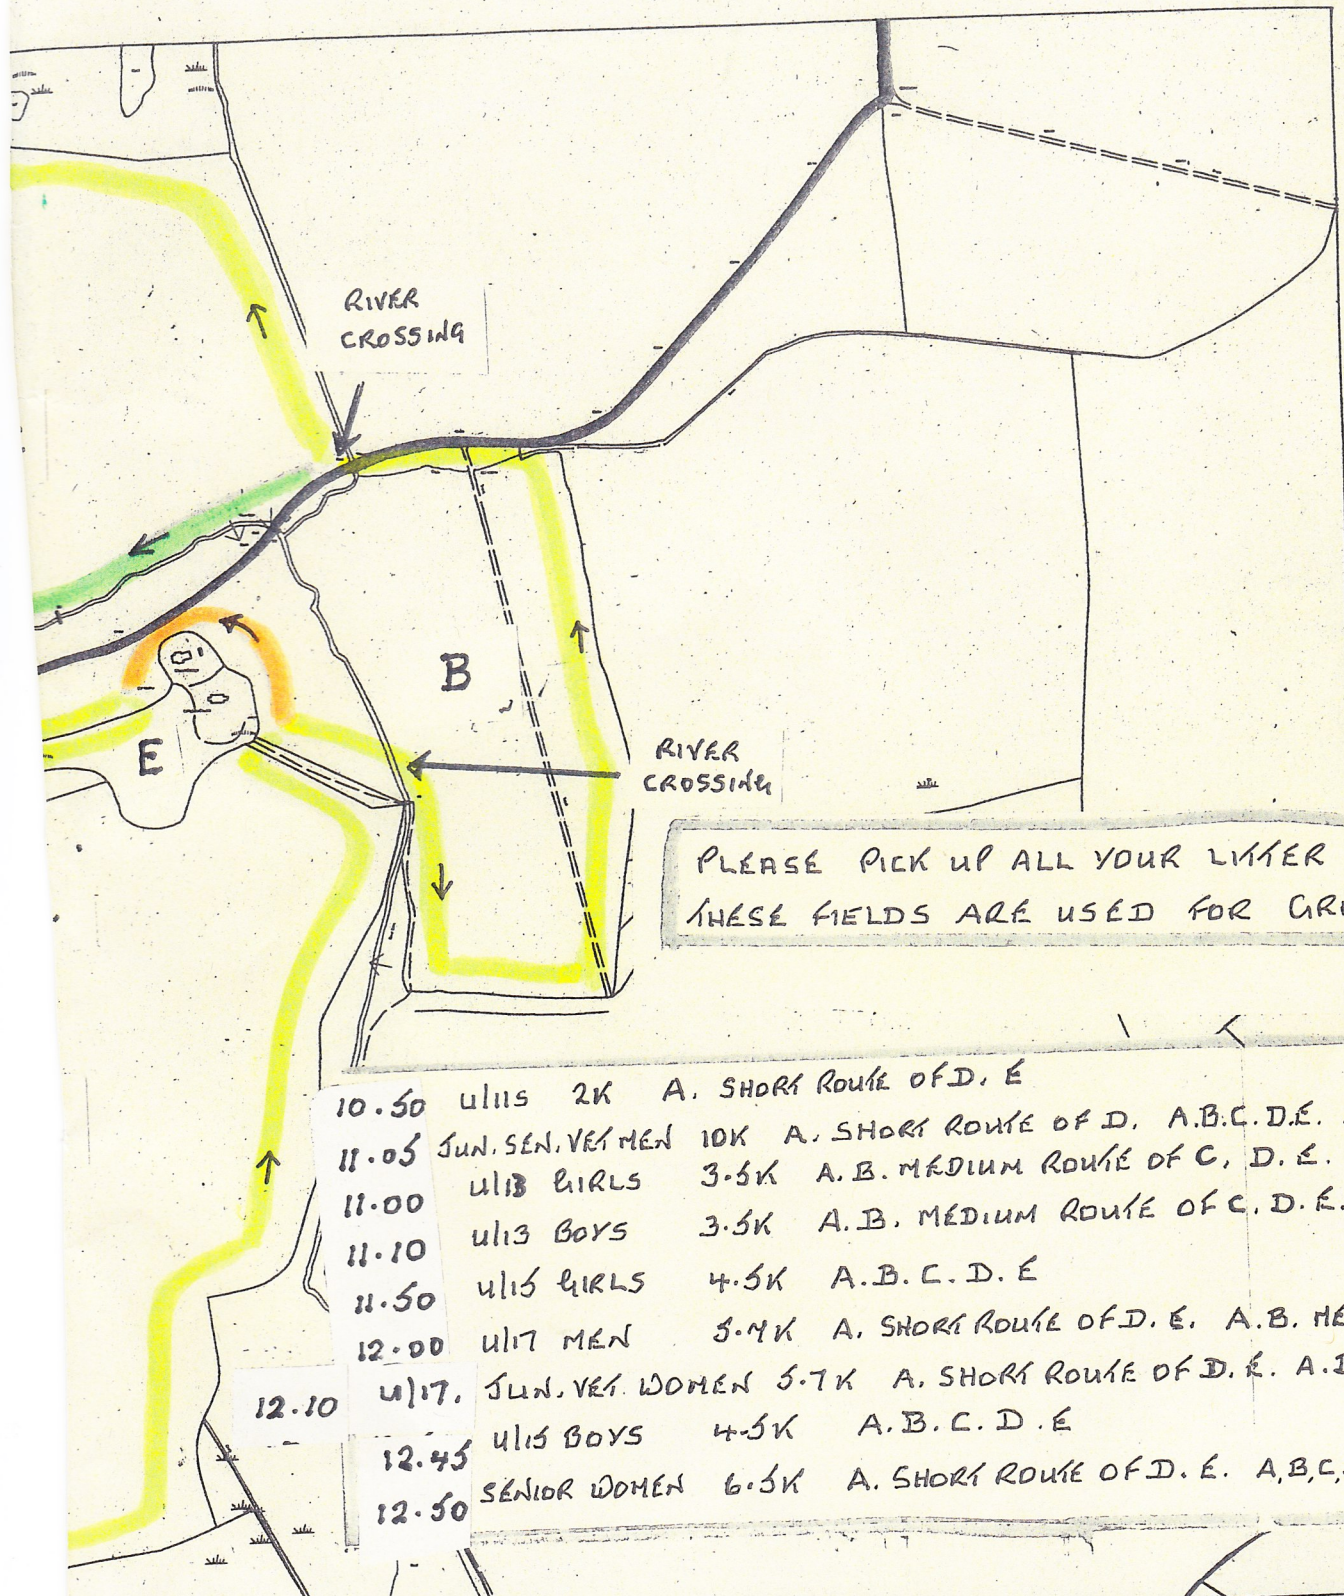 RIVER
CROSSING
B
E
RIVER
CROSSING
PLEASE PICK UP ALL YOUR LITTER
THESE FIELDS ARE USED FOR GR
10.50 U/11S 2K A. SHORT ROUTE OF D. E
11.05 JUN. SEN. VET MEN 10K A. SHORT ROUTE OF D. A.B.C.D.E.
11.00 U/13 GIRLS 3.5K A.B. MEDIUM ROUTE OF C. D. E.
11.10 U/13 BOYS 3.5K A.B. MEDIUM ROUTE OF C. D. E.
11.50 U/15 GIRLS 4.5K A.B.C.D.E
12.00 U/17 MEN 5.7K A. SHORT ROUTE OF D. E. A.B. ME
12.10 U/17. JUN. VET. WOMEN 5.7K A. SHORT ROUTE OF D. E. A.B
12.45 U/15 BOYS 4.5K A.B.C.D.E
12.50 SENIOR WOMEN 6.5K A. SHORT ROUTE OF D. E. A,B,C,